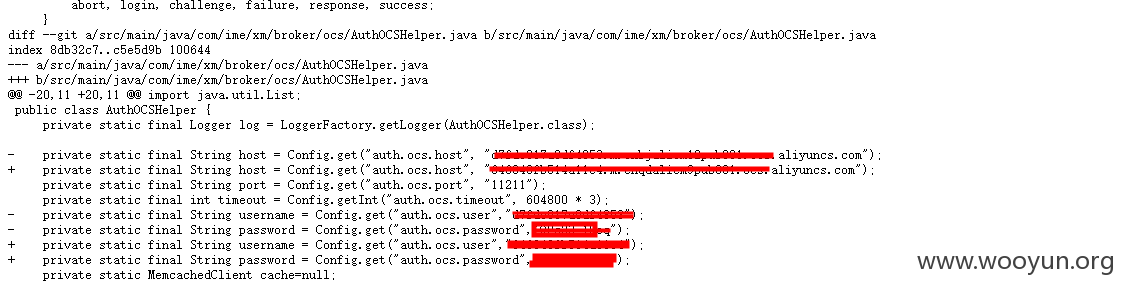 abort, login, challenge, failure, response, success;
}
diff --git a/src/main/java/com/ime/xm/broker/ocs/AuthOCSHelper.java b/src/main/java/com/ime/xm/broker/ocs/AuthOCSHelper.java
index 8db32c7..c5e5d9b 100644
--- a/src/main/java/com/ime/xm/broker/ocs/AuthOCSHelper.java
+++ b/src/main/java/com/ime/xm/broker/ocs/AuthOCSHelper.java
@@ -20,11 +20,11 @@ import java.util.List;
public class AuthOCSHelper {
private static final Logger log = LoggerFactory.getLogger(AuthOCSHelper.class);
- private static final String host = Config.get("auth.ocs.host", " aliyuncs.com");
+ private static final String host = Config.get("auth.ocs.host", " aliyuncs.com");
private static final String port = Config.get("auth.ocs.port", "11211");
private static final int timeout = Config.getInt("auth.ocs.timeout", 604800 * 3);
- private static final String username = Config.get("auth.ocs.user"," ");
- private static final String password = Config.get("auth.ocs.password", ");
+ private static final String username = Config.get("auth.ocs.user"," );
+ private static final String password = Config.get("auth.ocs.password", );
private static MemcachedClient cache=null;
www.wooyun.org